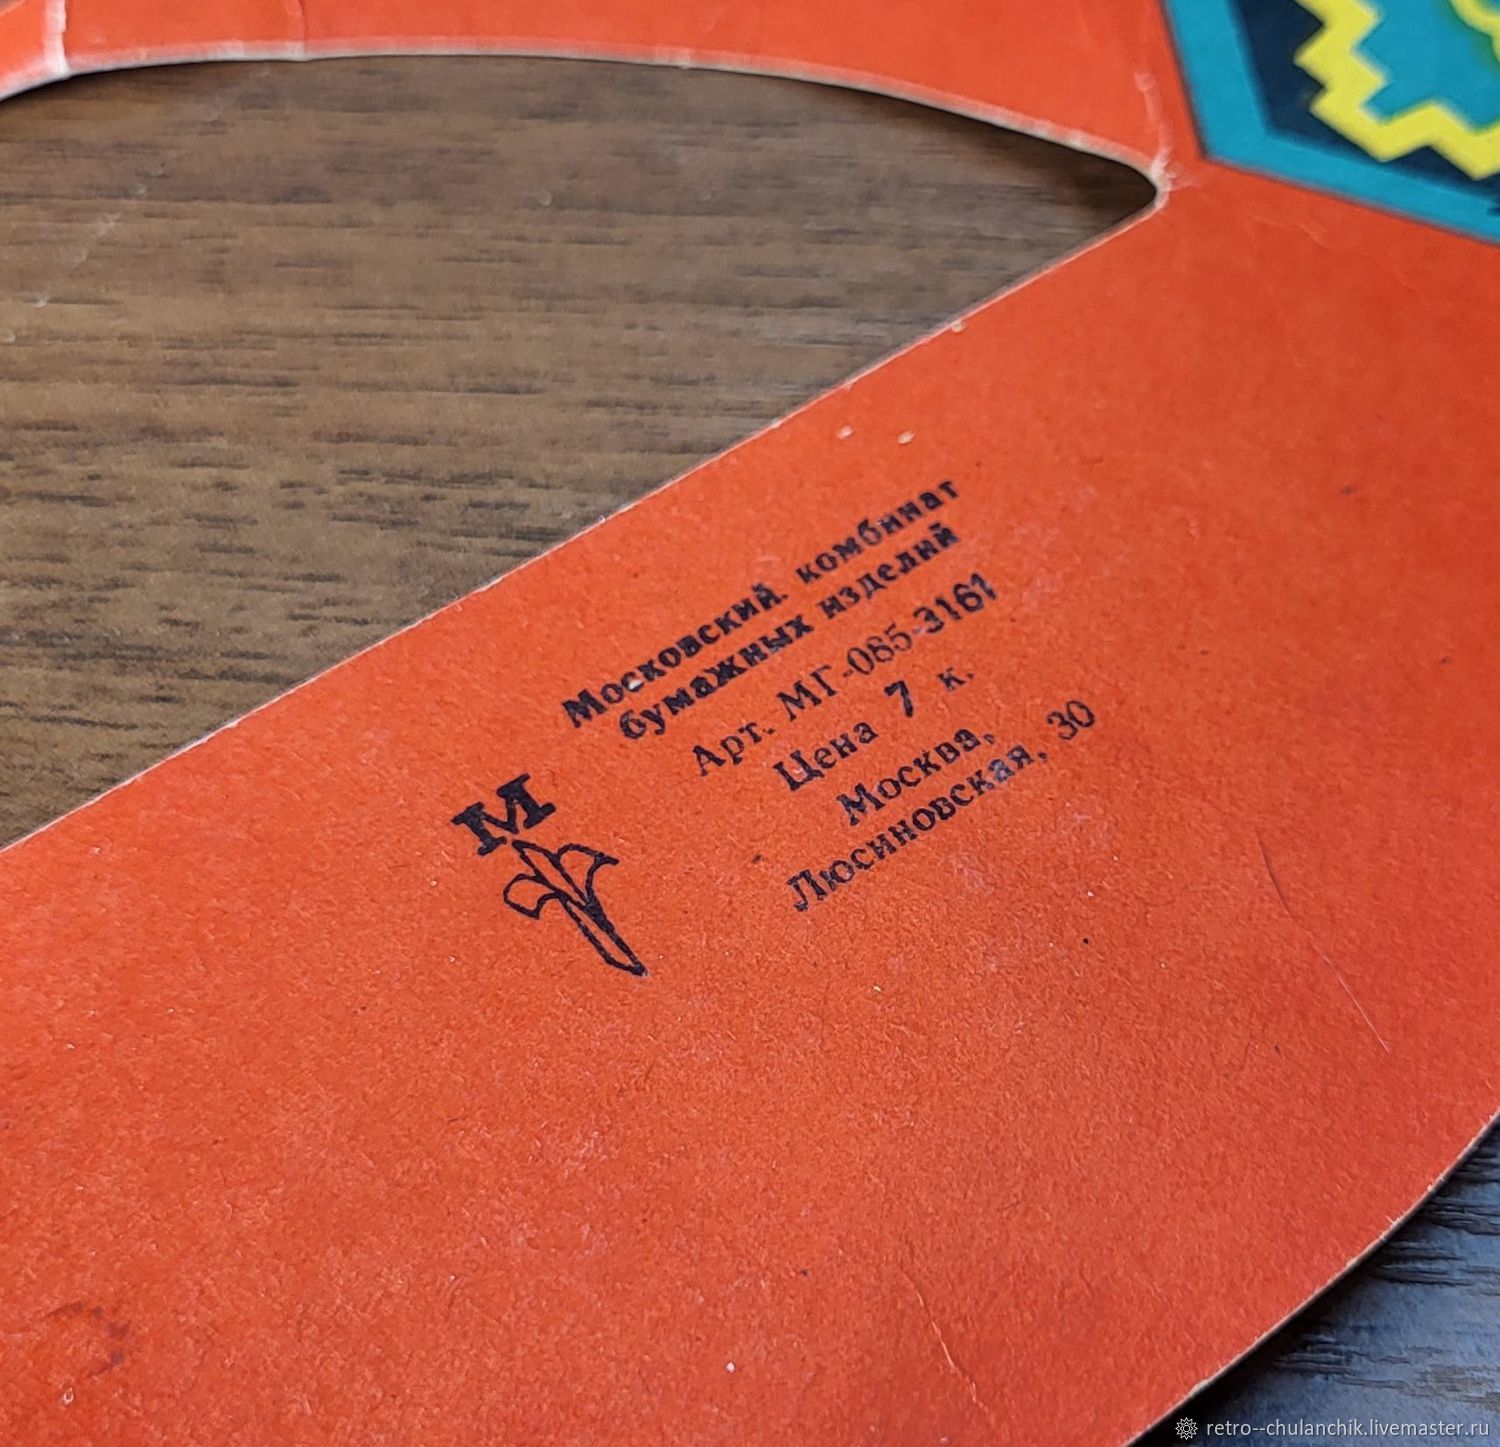 Московский комбинат
бумажных изделий
Арт. МГ-085-3161
Цена 7 к.
Москва,
Люсиновская, 30
М
retro--chulanchik.livemaster.ru